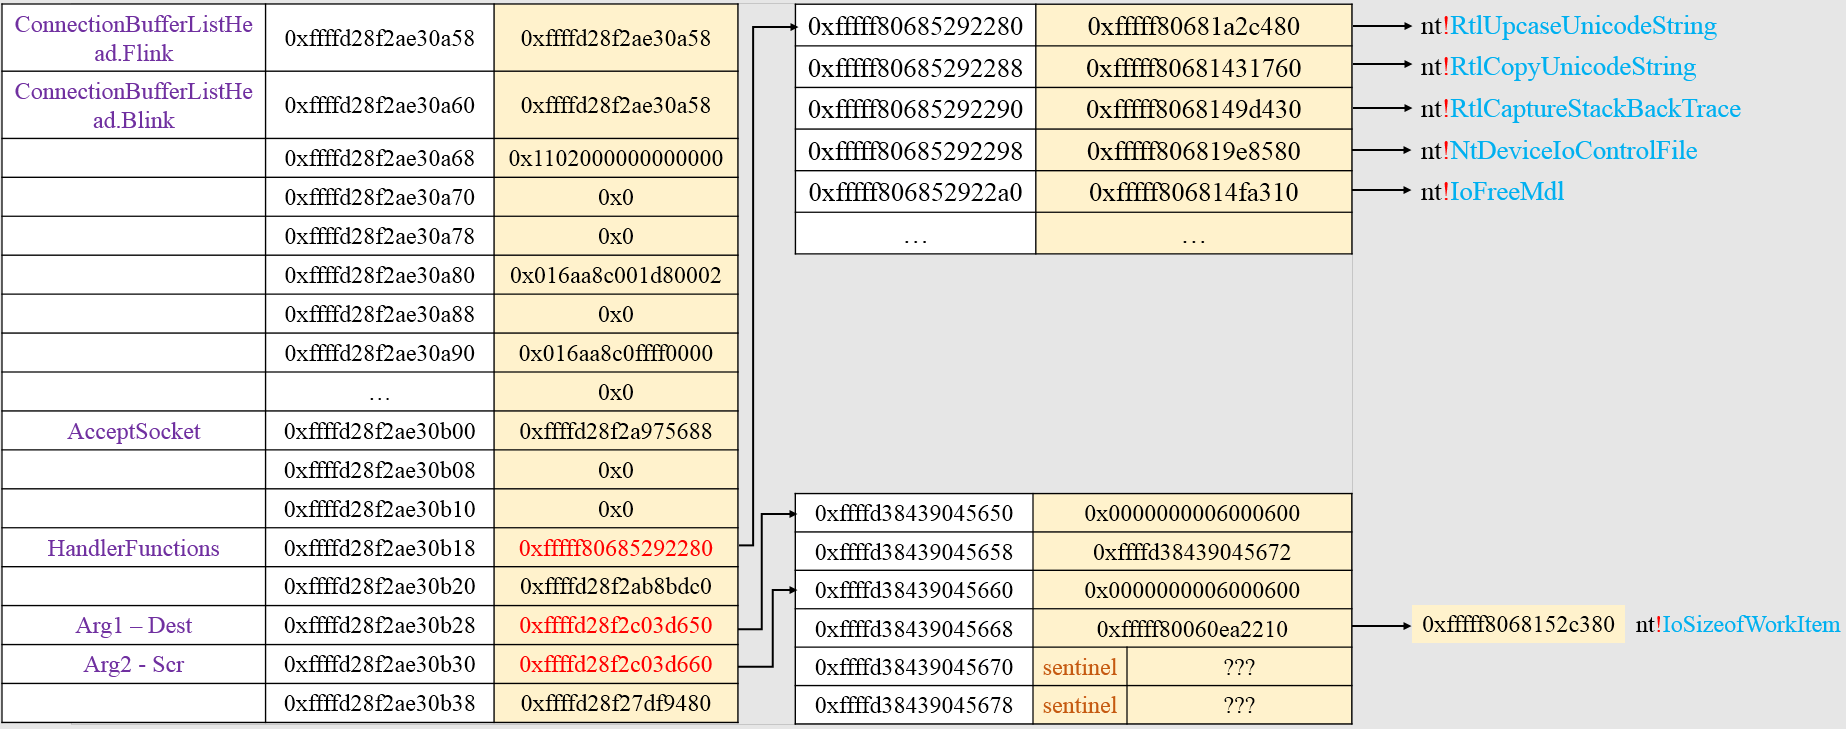 ConnectionBufferListHe
ad.Flink
0xffffd28f2ae30a58
0xffffd28f2ae30a58
ConnectionBufferListHe
ad.Blink
0xffffd28f2ae30a60
0xffffd28f2ae30a58
0xffffd28f2ae30a68
0x1102000000000000
0xffffd28f2ae30a70
0x0
0xffffd28f2ae30a78
0x0
0xffffd28f2ae30a80
0x016aa8c001d80002
0xffffd28f2ae30a88
0x0
0xffffd28f2ae30a90
0x016aa8c0ffff0000
…
0x0
AcceptSocket
0xffffd28f2ae30b00
0xffffd28f2a975688
0xffffd28f2ae30b08
0x0
0xffffd28f2ae30b10
0x0
HandlerFunctions
0xffffd28f2ae30b18
0xfffff80685292280
0xffffd28f2ae30b20
0xffffd28f2ab8bdc0
Arg1 – Dest
0xffffd28f2ae30b28
0xffffd28f2c03d650
Arg2 - Scr
0xffffd28f2ae30b30
0xffffd28f2c03d660
0xffffd28f2ae30b38
0xffffd28f27df9480
0xfffff80685292280
0xfffff80681a2c480
nt!RtlUpcaseUnicodeString
0xfffff80685292288
0xfffff80681431760
nt!RtlCopyUnicodeString
0xfffff80685292290
0xfffff8068149d430
nt!RtlCaptureStackBackTrace
0xfffff80685292298
0xfffff806819e8580
nt!NtDeviceIoControlFile
0xfffff806852922a0
0xfffff806814fa310
nt!IoFreeMdl
…
…
0xffffd38439045650
0x0000000006000600
0xffffd38439045658
0xffffd38439045672
0xffffd38439045660
0x0000000006000600
0xffffd38439045668
0xfffff80060ea2210
0xfffff8068152c380
nt!IoSizeofWorkItem
0xffffd38439045670
sentinel
???
0xffffd38439045678
sentinel
???